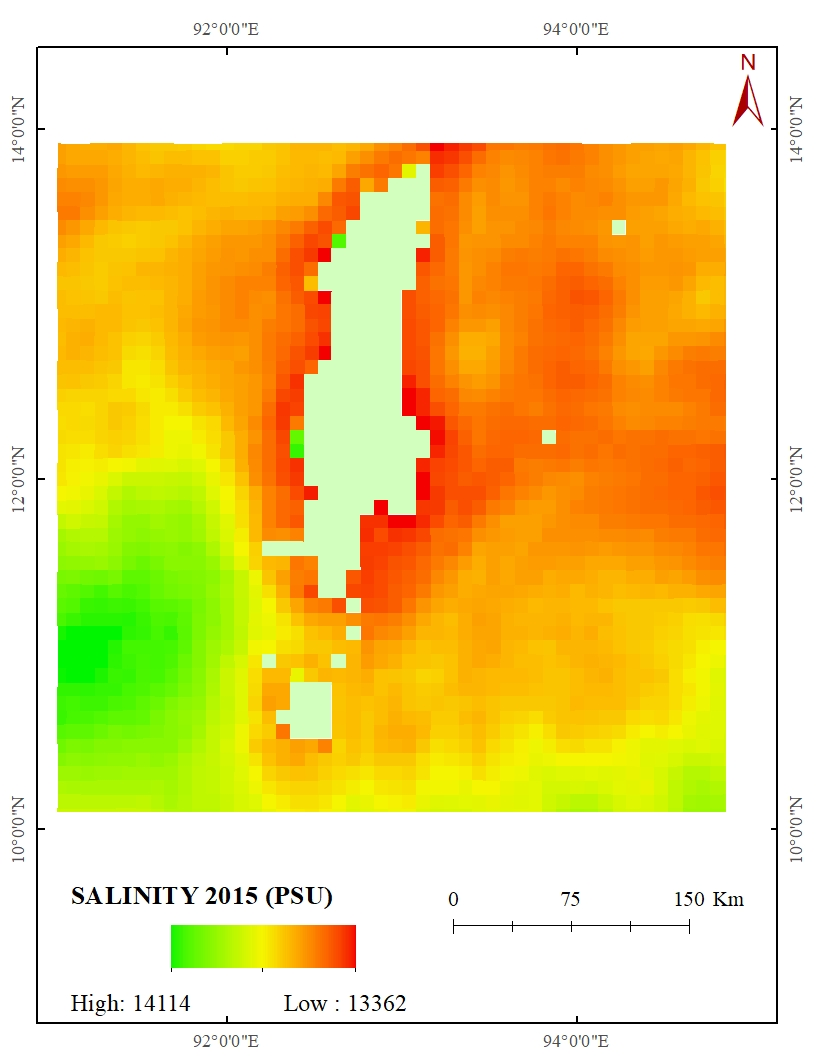 92°0'0"E 94°0'0"E
N
14°0'0"N 14°0'0"N
12°0'0"N 12°0'0"N
10°0'0"N 10°0'0"N
SALINITY 2015 (PSU)
0 75 150 Km
High: 14114 Low : 13362
92°0'0"E 94°0'0"E